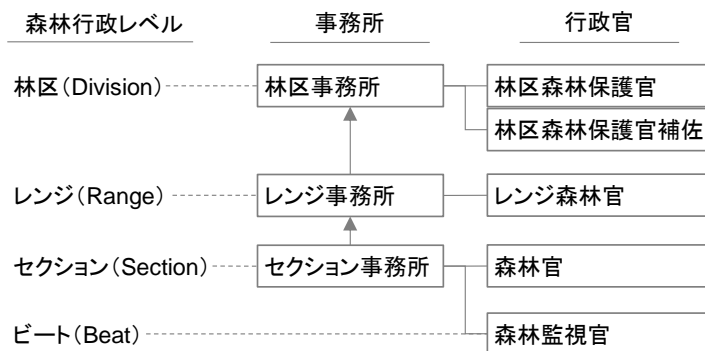 森林行政レベル 事務所 行政官
林区（Division） 林区事務所 林区森林保護官
林区森林保護官補佐
レンジ（Range） レンジ事務所 レンジ森林官
セクション（Section） セクション事務所 森林官
ビート（Beat） 森林監視官